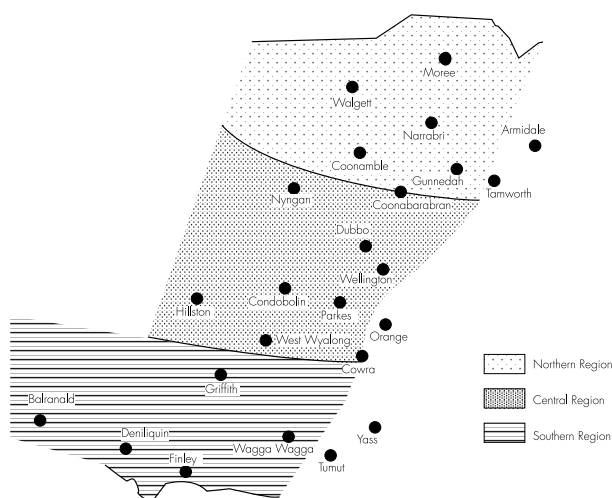 Moree
Walgett
Narrabri
Armidale
Coonamble
Gunnedah
Tamworth
Nyngan
Coonabarabran
Dubbo
Wellington
Hillston
Condobolin
Parkes
Orange
West Wyalong
Cowra
Northern Region
Griffith
Central Region
Balranald
Deniliquin
Wagga Wagga
Yass
Southern Region
Finley
Tumut